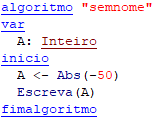 algoritmo "semnome"
var
A: Inteiro
inicio
A <- Abs(-50)
Escreva(A)
fimalgoritmo